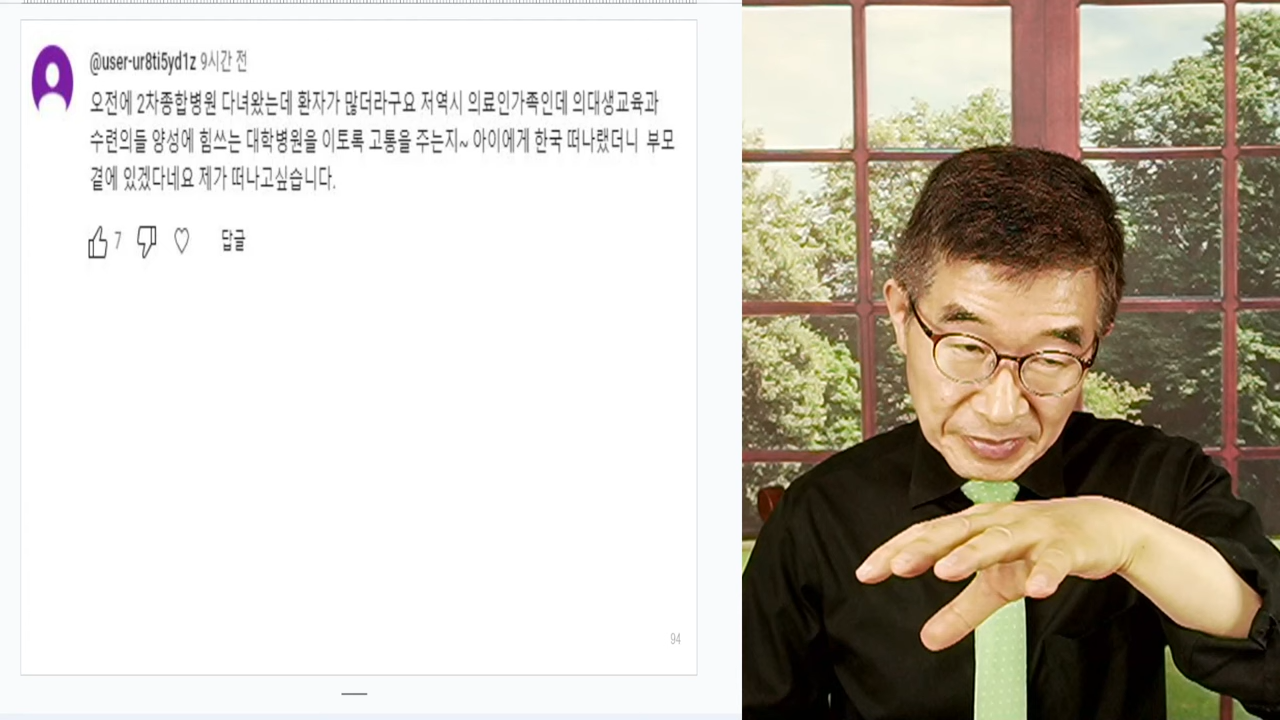 @user-ur8ti5yd1z 9시간 전
오전에 2차종합병원 다녀왔는데 환자가 많더라구요 저역시 의료인가족인데 의대생교육과
수련의들 양성에 힘쓰는 대학병원을 이토록 고통을 주는지~ 아이에게 한국 떠나랬더니 부모
곁에 있겠다네요 제가 떠나고싶습니다.
7 답글
94